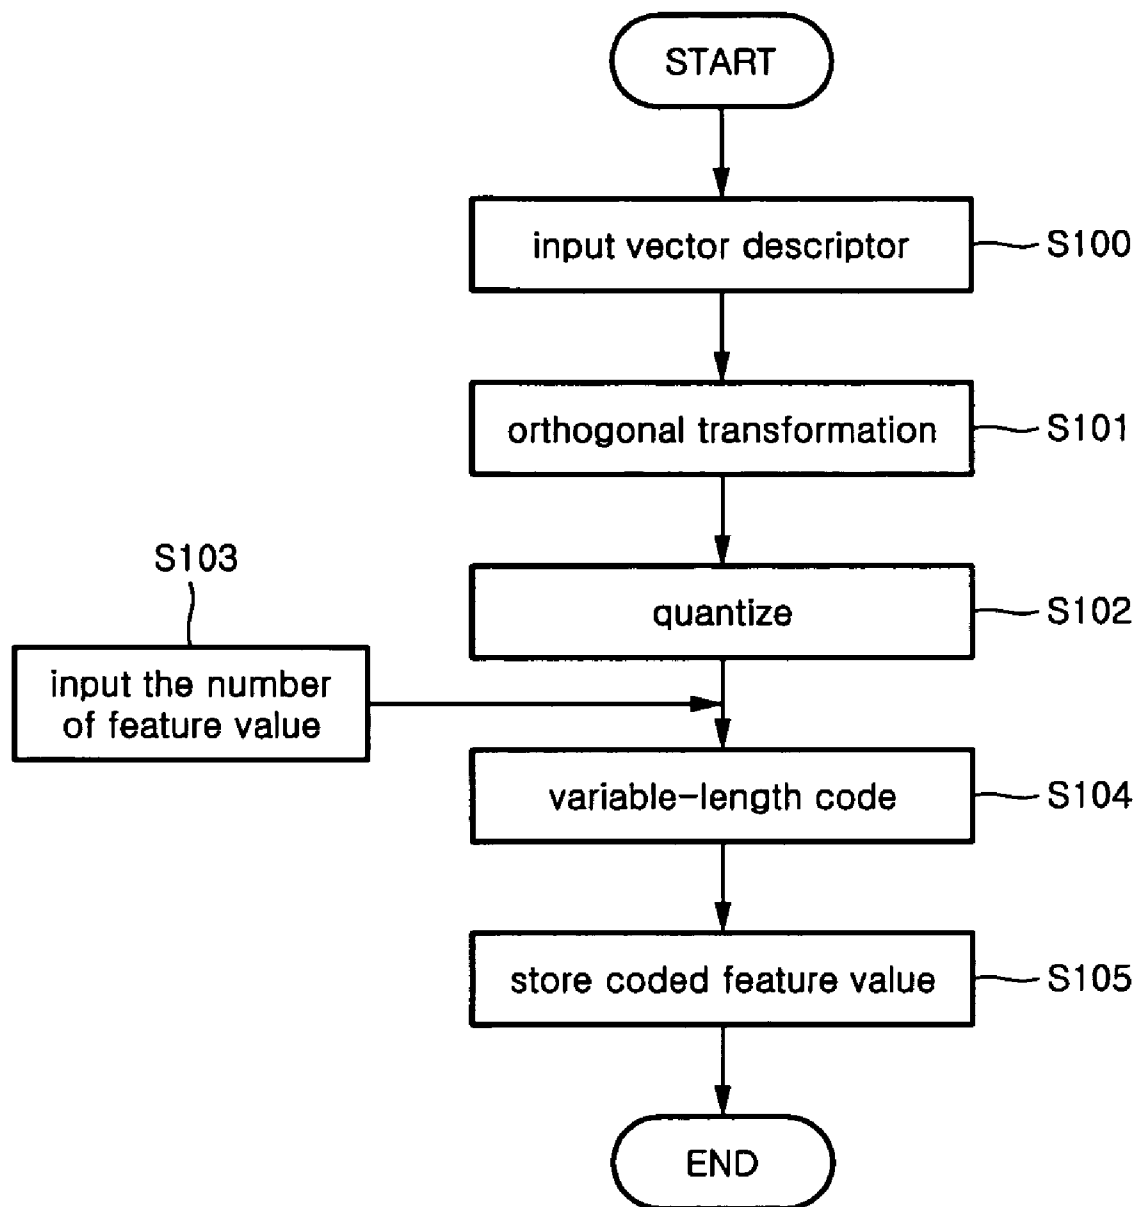 START
input vector descriptor
S100
orthogonal transformation
S101
S103
quantize
S102
input the number
of feature value
variable-length code
S104
store coded feature value
S105
END